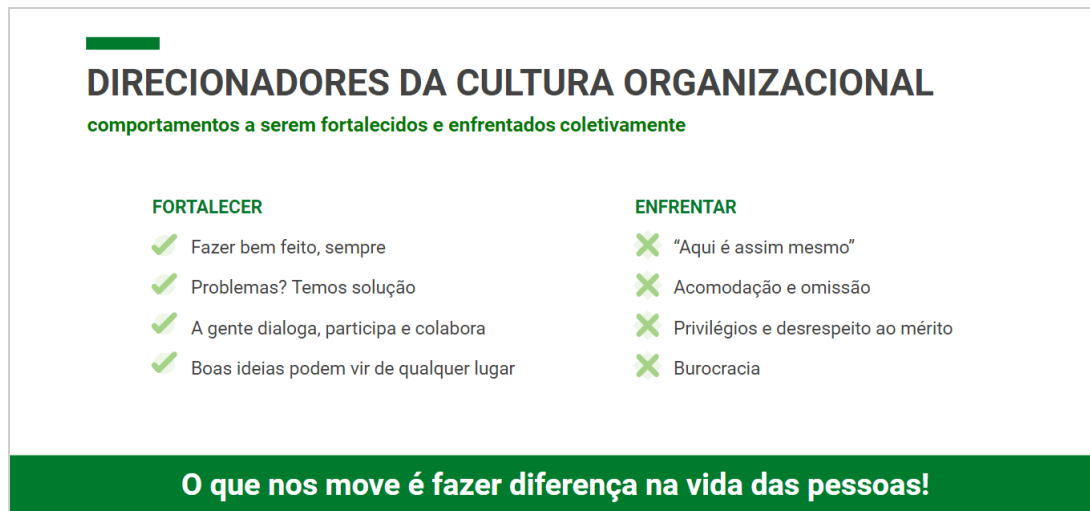 DIRECIONADORES DA CULTURA ORGANIZACIONAL
comportamentos a serem fortalecidos e enfrentados coletivamente
FORTALECER
Fazer bem feito, sempre
Problemas? Temos solução
A gente dialoga, participa e colabora
Boas ideias podem vir de qualquer lugar
ENFRENTAR
“Aqui é assim mesmo”
Acomodação e omissão
Privilégios e desrespeito ao mérito
Burocracia
O que nos move é fazer diferença na vida das pessoas!